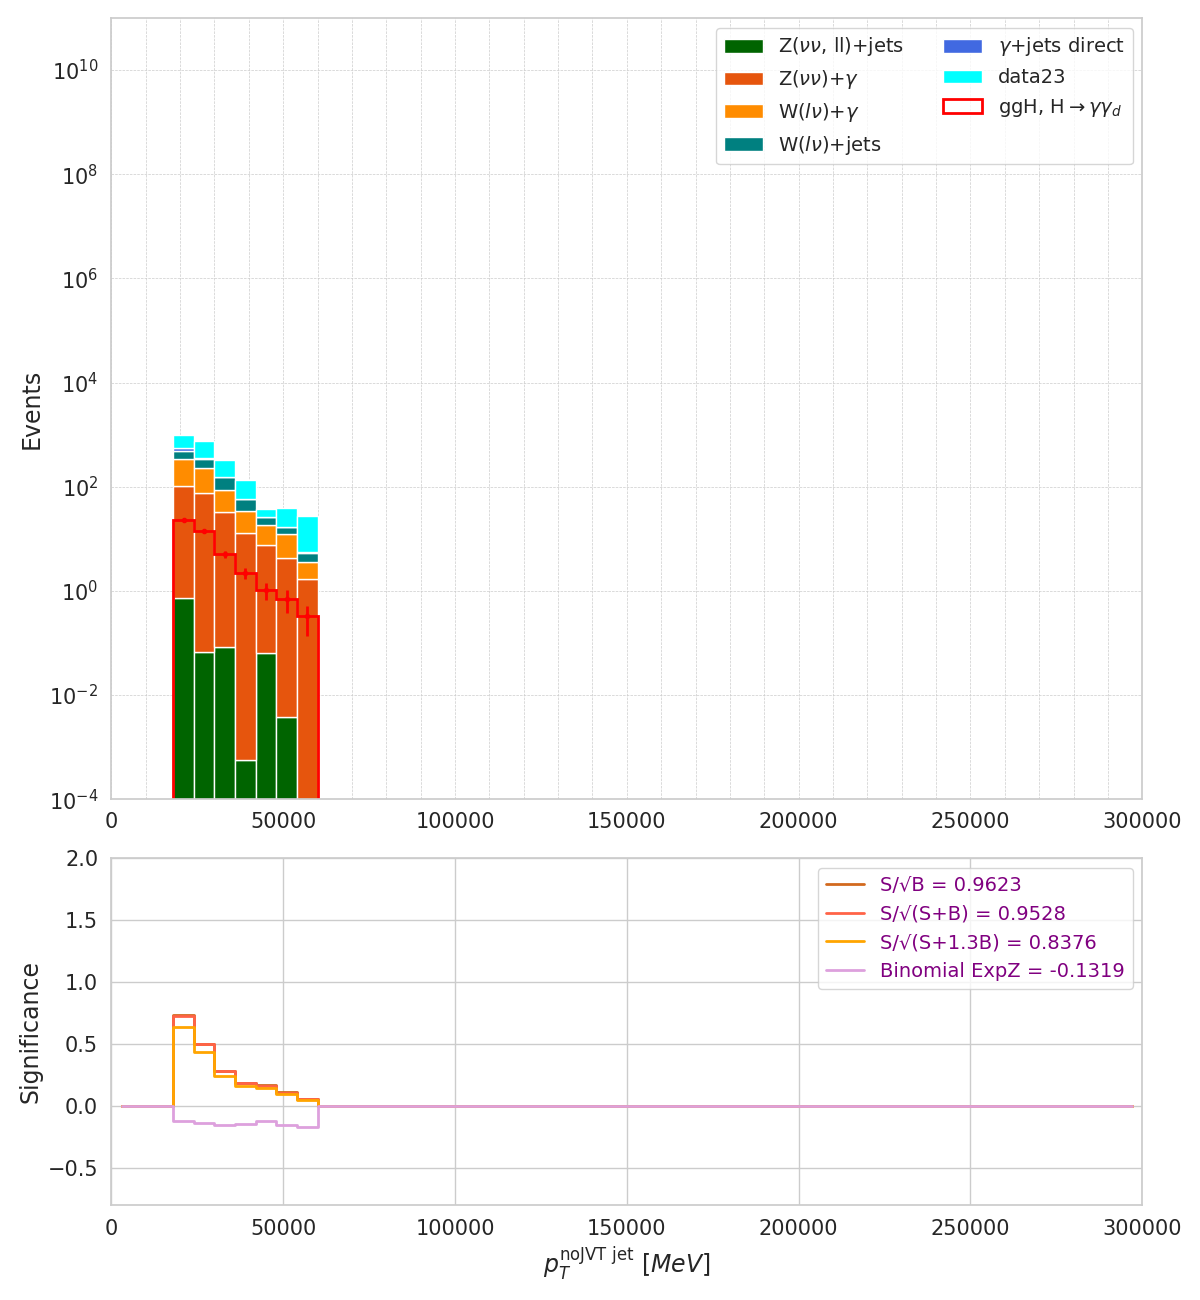 Z(νν, ll)+jets
Z(νν)+γ
W(lν)+γ
W(lν)+jets
γ+jets direct
data23
ggH, H→γγ_d
10^10
10^8
10^6
10^4
10^2
10^0
10^−2
10^−4
Events
0 50000 100000 150000 200000 250000 300000
S/√B = 0.9623
S/√(S+B) = 0.9528
S/√(S+1.3B) = 0.8376
Binomial ExpZ = -0.1319
2.0
1.5
1.0
0.5
0.0
−0.5
Significance
0 50000 100000 150000 200000 250000 300000
p_T^noJVT jet [MeV]